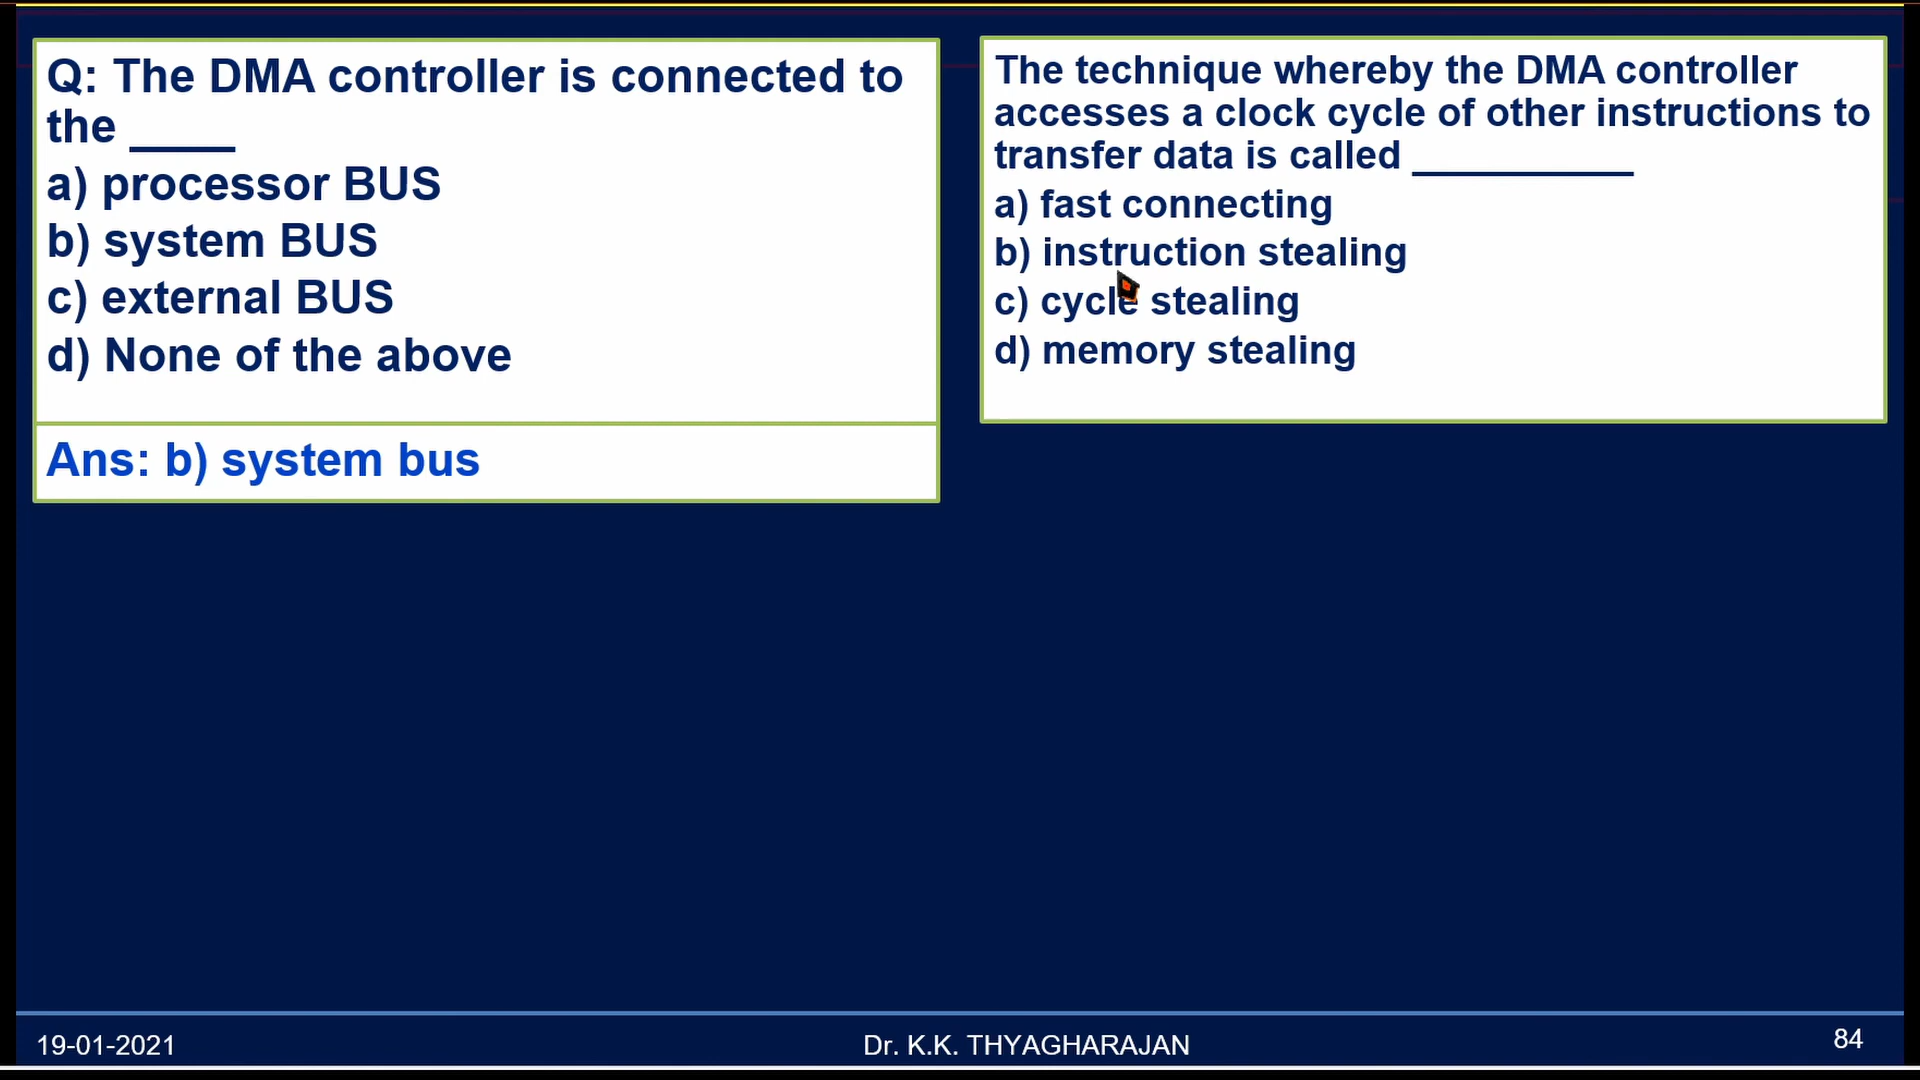 Q: The DMA controller is connected to
the ____
a) processor BUS
b) system BUS
c) external BUS
d) None of the above
Ans: b) system bus
The technique whereby the DMA controller
accesses a clock cycle of other instructions to
transfer data is called __________
a) fast connecting
b) instruction stealing
c) cycle stealing
d) memory stealing
19-01-2021
Dr. K.K. THYAGHARAJAN
84